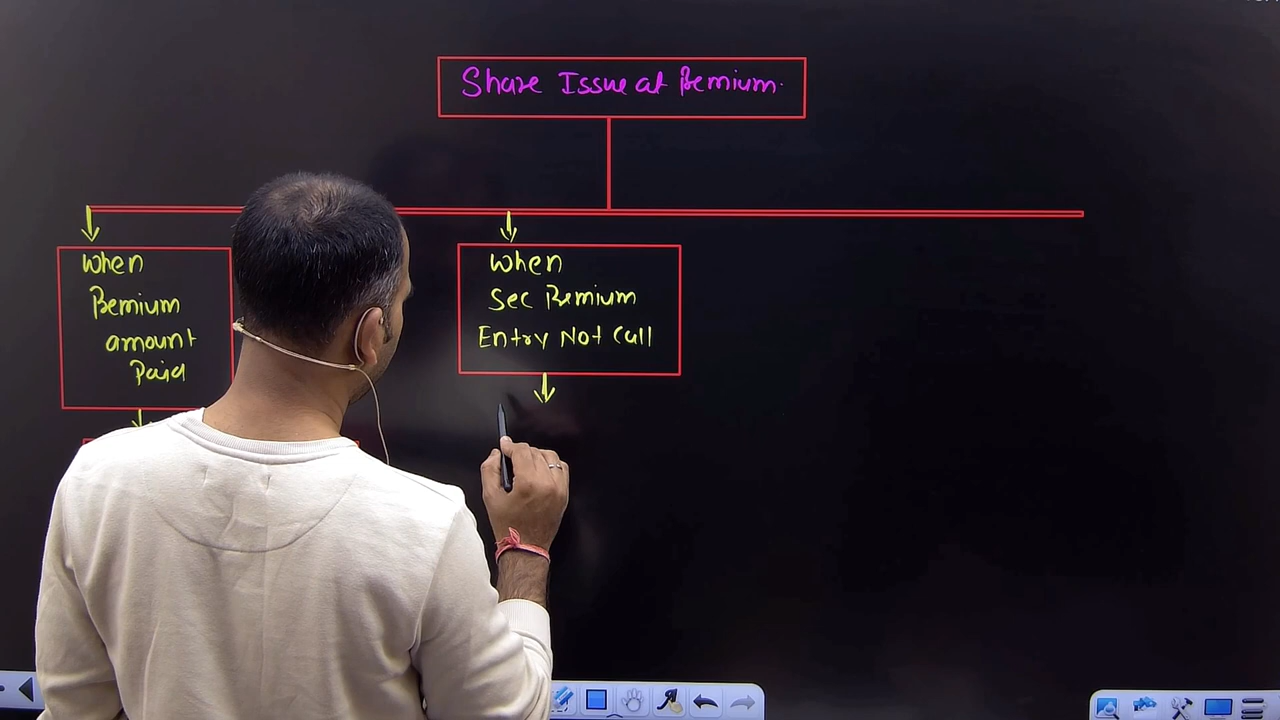 Share Issue at Premium.
When
Premium
amount
Paid
When
Sec Premium
Entry Not Call